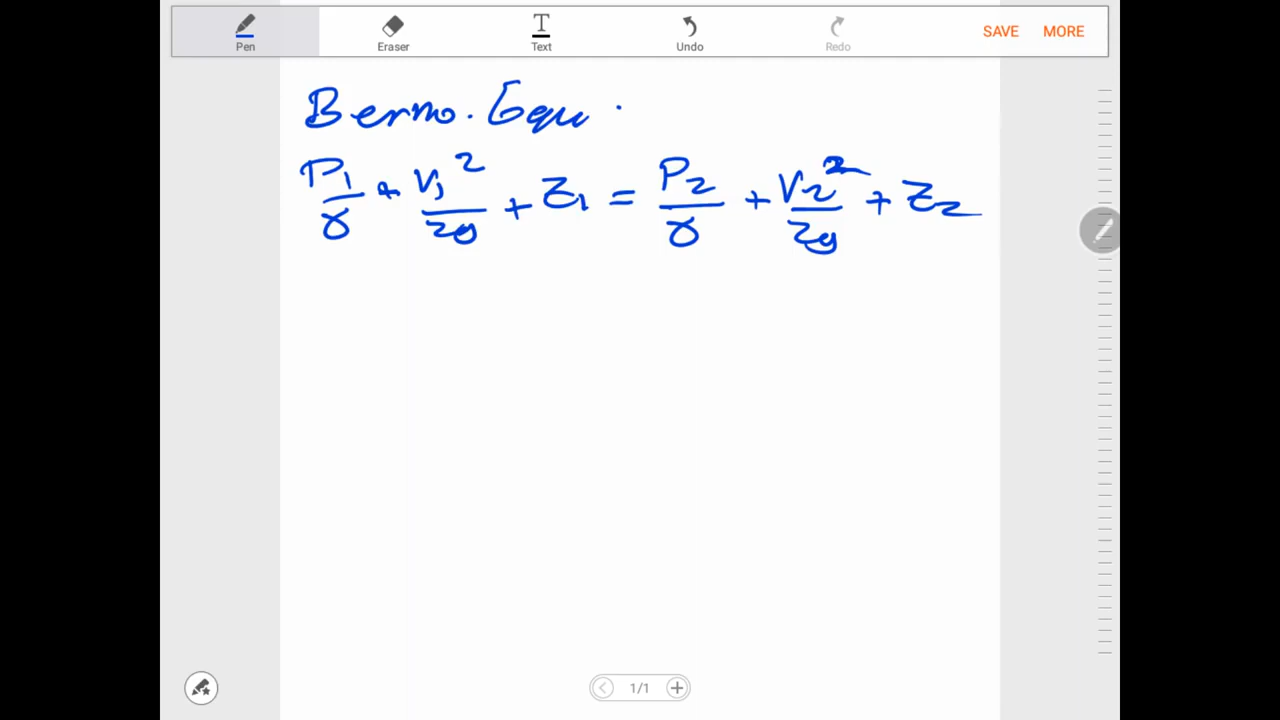 Pen Eraser Text Undo Redo SAVE MORE
Berno. Equ.
P₁/γ + V₁²/2g + Z₁ = P₂/γ + V₂²/2g + Z₂
1/1